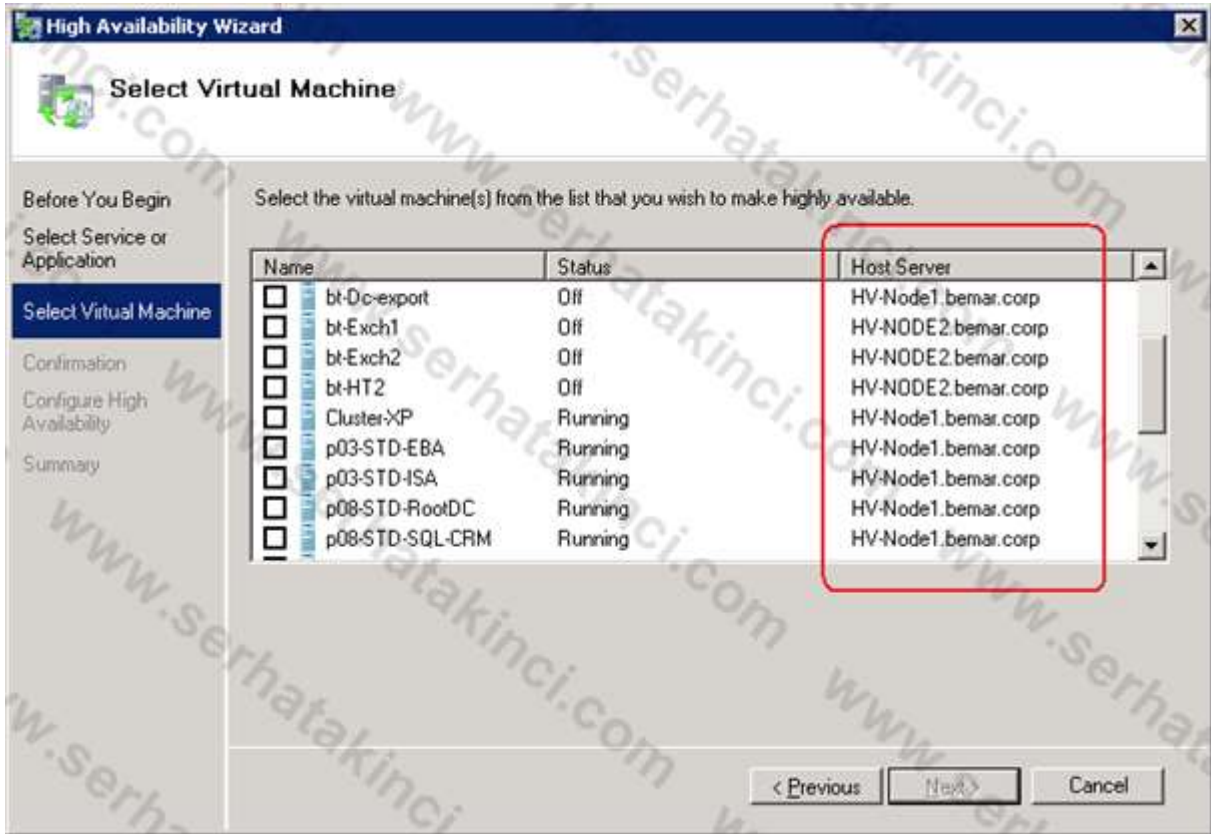 High Availability Wizard
Select Virtual Machine
Before You Begin
Select Service or
Application
Select Virtual Machine
Confirmation
Configure High
Availability
Summary
Select the virtual machine(s) from the list that you wish to make highly available.
Name Status Host Server
bt-Dc-export Off HV-Node1.bemar.corp
bt-Exch1 Off HV-NODE2.bemar.corp
bt-Exch2 Off HV-NODE2.bemar.corp
bt-HT2 Off HV-NODE2.bemar.corp
Cluster-XP Running HV-Node1.bemar.corp
p03-STD-EBA Running HV-Node1.bemar.corp
p03-STD-ISA Running HV-Node1.bemar.corp
p08-STD-RootDC Running HV-Node1.bemar.corp
p08-STD-SQL-CRM Running HV-Node1.bemar.corp
< Previous Next > Cancel
www.serhatakinci.com